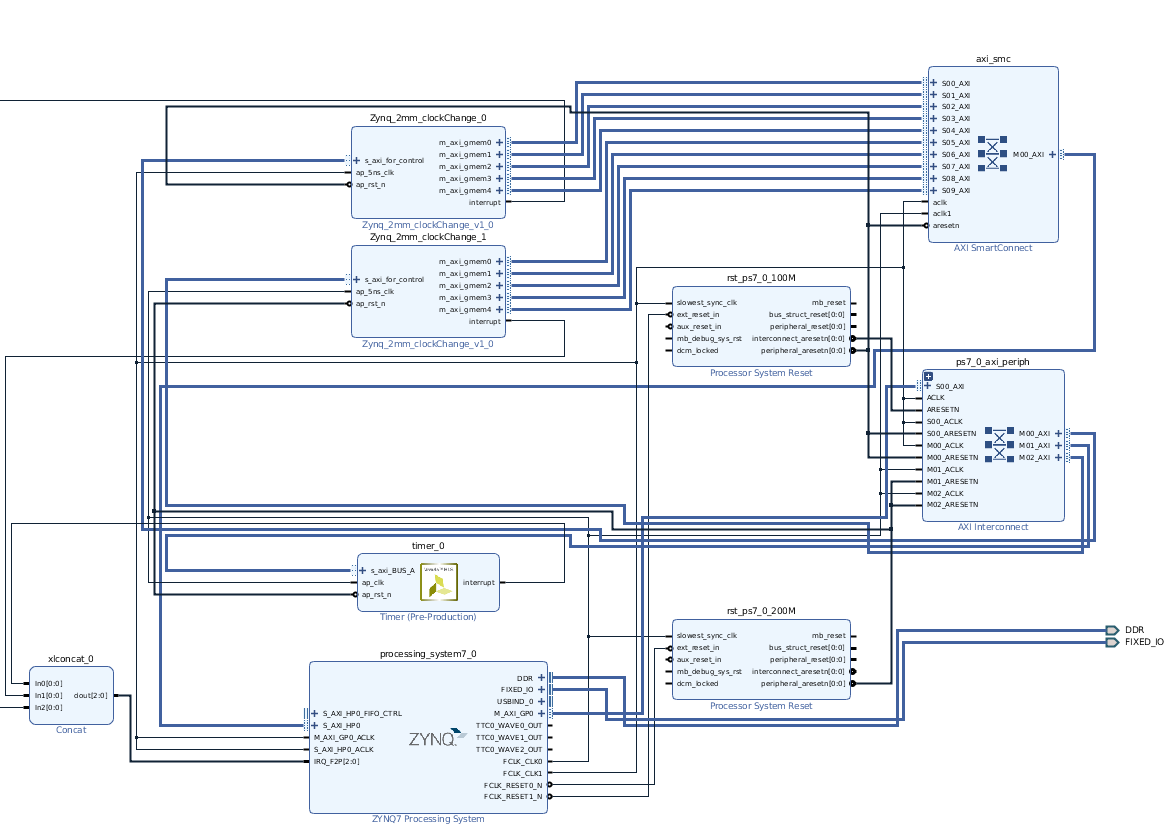 axi_smc
S00_AXI
S01_AXI
S02_AXI
S03_AXI
S04_AXI
S05_AXI
S06_AXI
S07_AXI
S08_AXI
S09_AXI
aclk
aclk1
aresetn
M00_AXI
AXI SmartConnect
Zynq_2mm_clockChange_0
s_axi_for_control
ap_5ns_clk
ap_rst_n
m_axi_gmem0
m_axi_gmem1
m_axi_gmem2
m_axi_gmem3
m_axi_gmem4
interrupt
Zynq_2mm_clockChange_v1_0
Zynq_2mm_clockChange_1
s_axi_for_control
ap_5ns_clk
ap_rst_n
m_axi_gmem0
m_axi_gmem1
m_axi_gmem2
m_axi_gmem3
m_axi_gmem4
interrupt
Zynq_2mm_clockChange_v1_0
rst_ps7_0_100M
slowest_sync_clk
ext_reset_in
aux_reset_in
mb_debug_sys_rst
dcm_locked
mb_reset
bus_struct_reset[0:0]
peripheral_reset[0:0]
interconnect_aresetn[0:0]
peripheral_aresetn[0:0]
Processor System Reset
ps7_0_axi_periph
S00_AXI
ACLK
ARESETN
S00_ACLK
S00_ARESETN
M00_ACLK
M00_ARESETN
M01_ACLK
M01_ARESETN
M02_ACLK
M02_ARESETN
M00_AXI
M01_AXI
M02_AXI
AXI Interconnect
timer_0
s_axi_BUS_A
ap_clk
ap_rst_n
interrupt
Timer (Pre-Production)
rst_ps7_0_200M
slowest_sync_clk
ext_reset_in
aux_reset_in
mb_debug_sys_rst
dcm_locked
mb_reset
bus_struct_reset[0:0]
peripheral_reset[0:0]
interconnect_aresetn[0:0]
peripheral_aresetn[0:0]
Processor System Reset
DDR
FIXED_IO
xlconcat_0
In0[0:0]
In1[0:0]
In2[0:0]
dout[2:0]
Concat
processing_system7_0
S_AXI_HP0_FIFO_CTRL
S_AXI_HP0
M_AXI_GP0_ACLK
S_AXI_HP0_ACLK
IRQ_F2P[2:0]
ZYNQ
DDR
FIXED_IO
USBIND_0
M_AXI_GP0
TTC0_WAVE0_OUT
TTC0_WAVE1_OUT
TTC0_WAVE2_OUT
FCLK_CLK0
FCLK_CLK1
FCLK_RESET0_N
FCLK_RESET1_N
ZYNQ7 Processing System